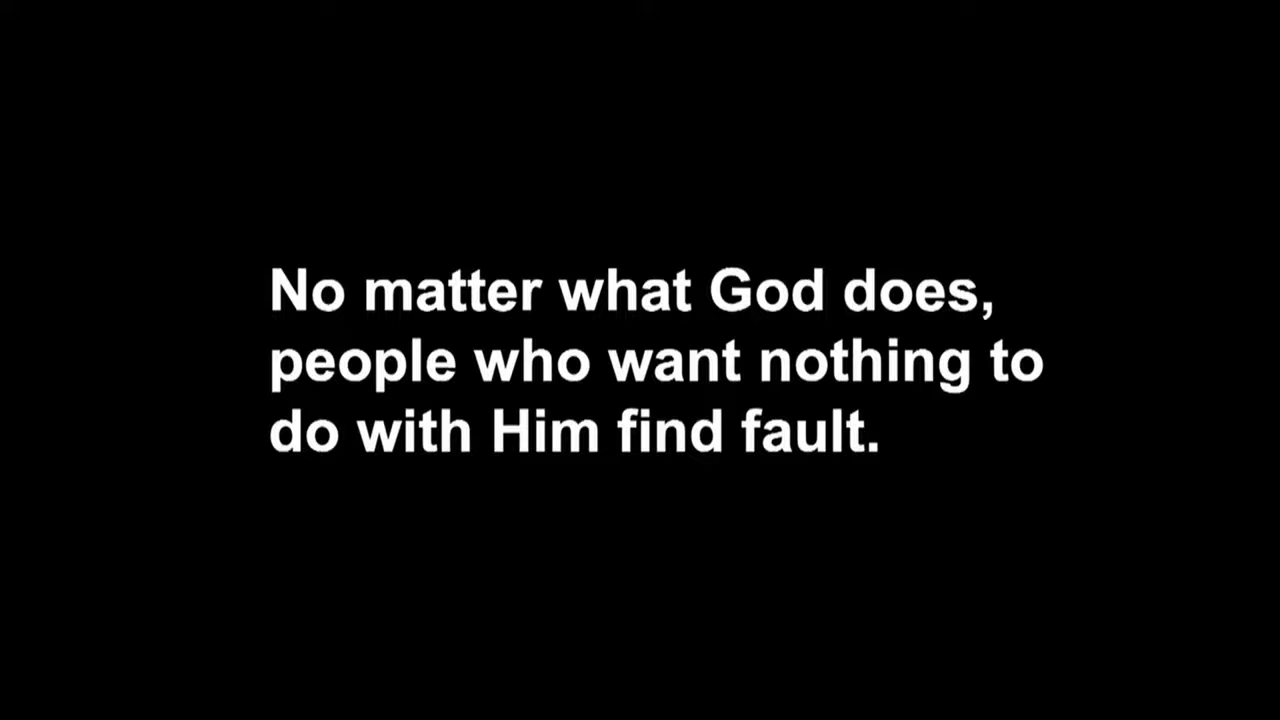 No matter what God does,
people who want nothing to
do with Him find fault.